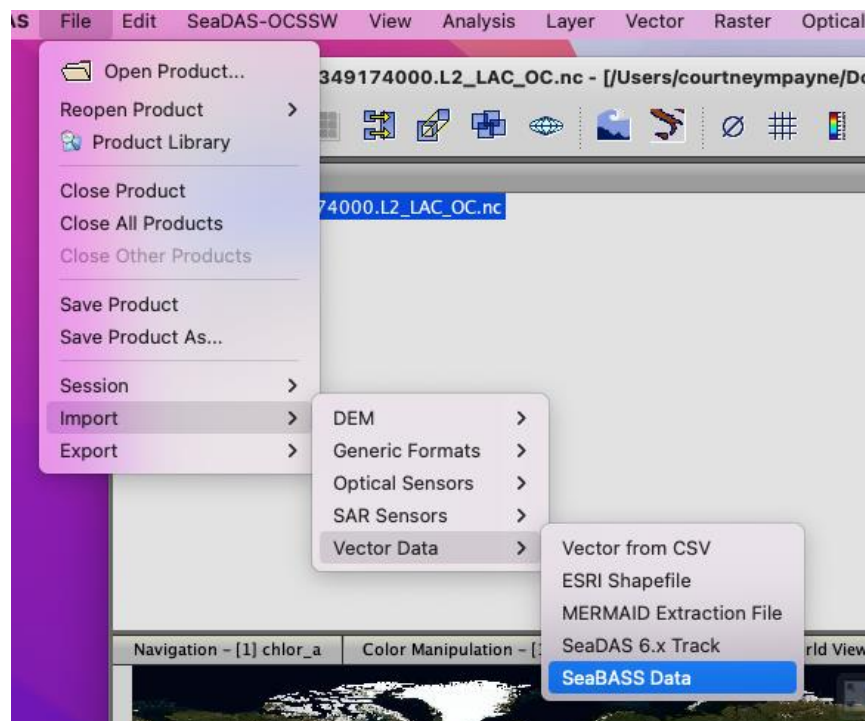 AS File Edit SeaDAS-OCSSW View Analysis Layer Vector Raster Optical
349174000.L2_LAC_OC.nc - [/Users/courtneympayne/Do
Open Product...
Reopen Product >
Product Library
Close Product
74000.L2_LAC_OC.nc
Close All Products
Close Other Products
Save Product
Save Product As...
Session >
Import >
Export >
DEM >
Generic Formats >
Optical Sensors >
SAR Sensors >
Vector Data >
Vector from CSV
ESRI Shapefile
MERMAID Extraction File
SeaDAS 6.x Track
SeaBASS Data
Navigation - [1] chlor_a Color Manipulation - [ rld View